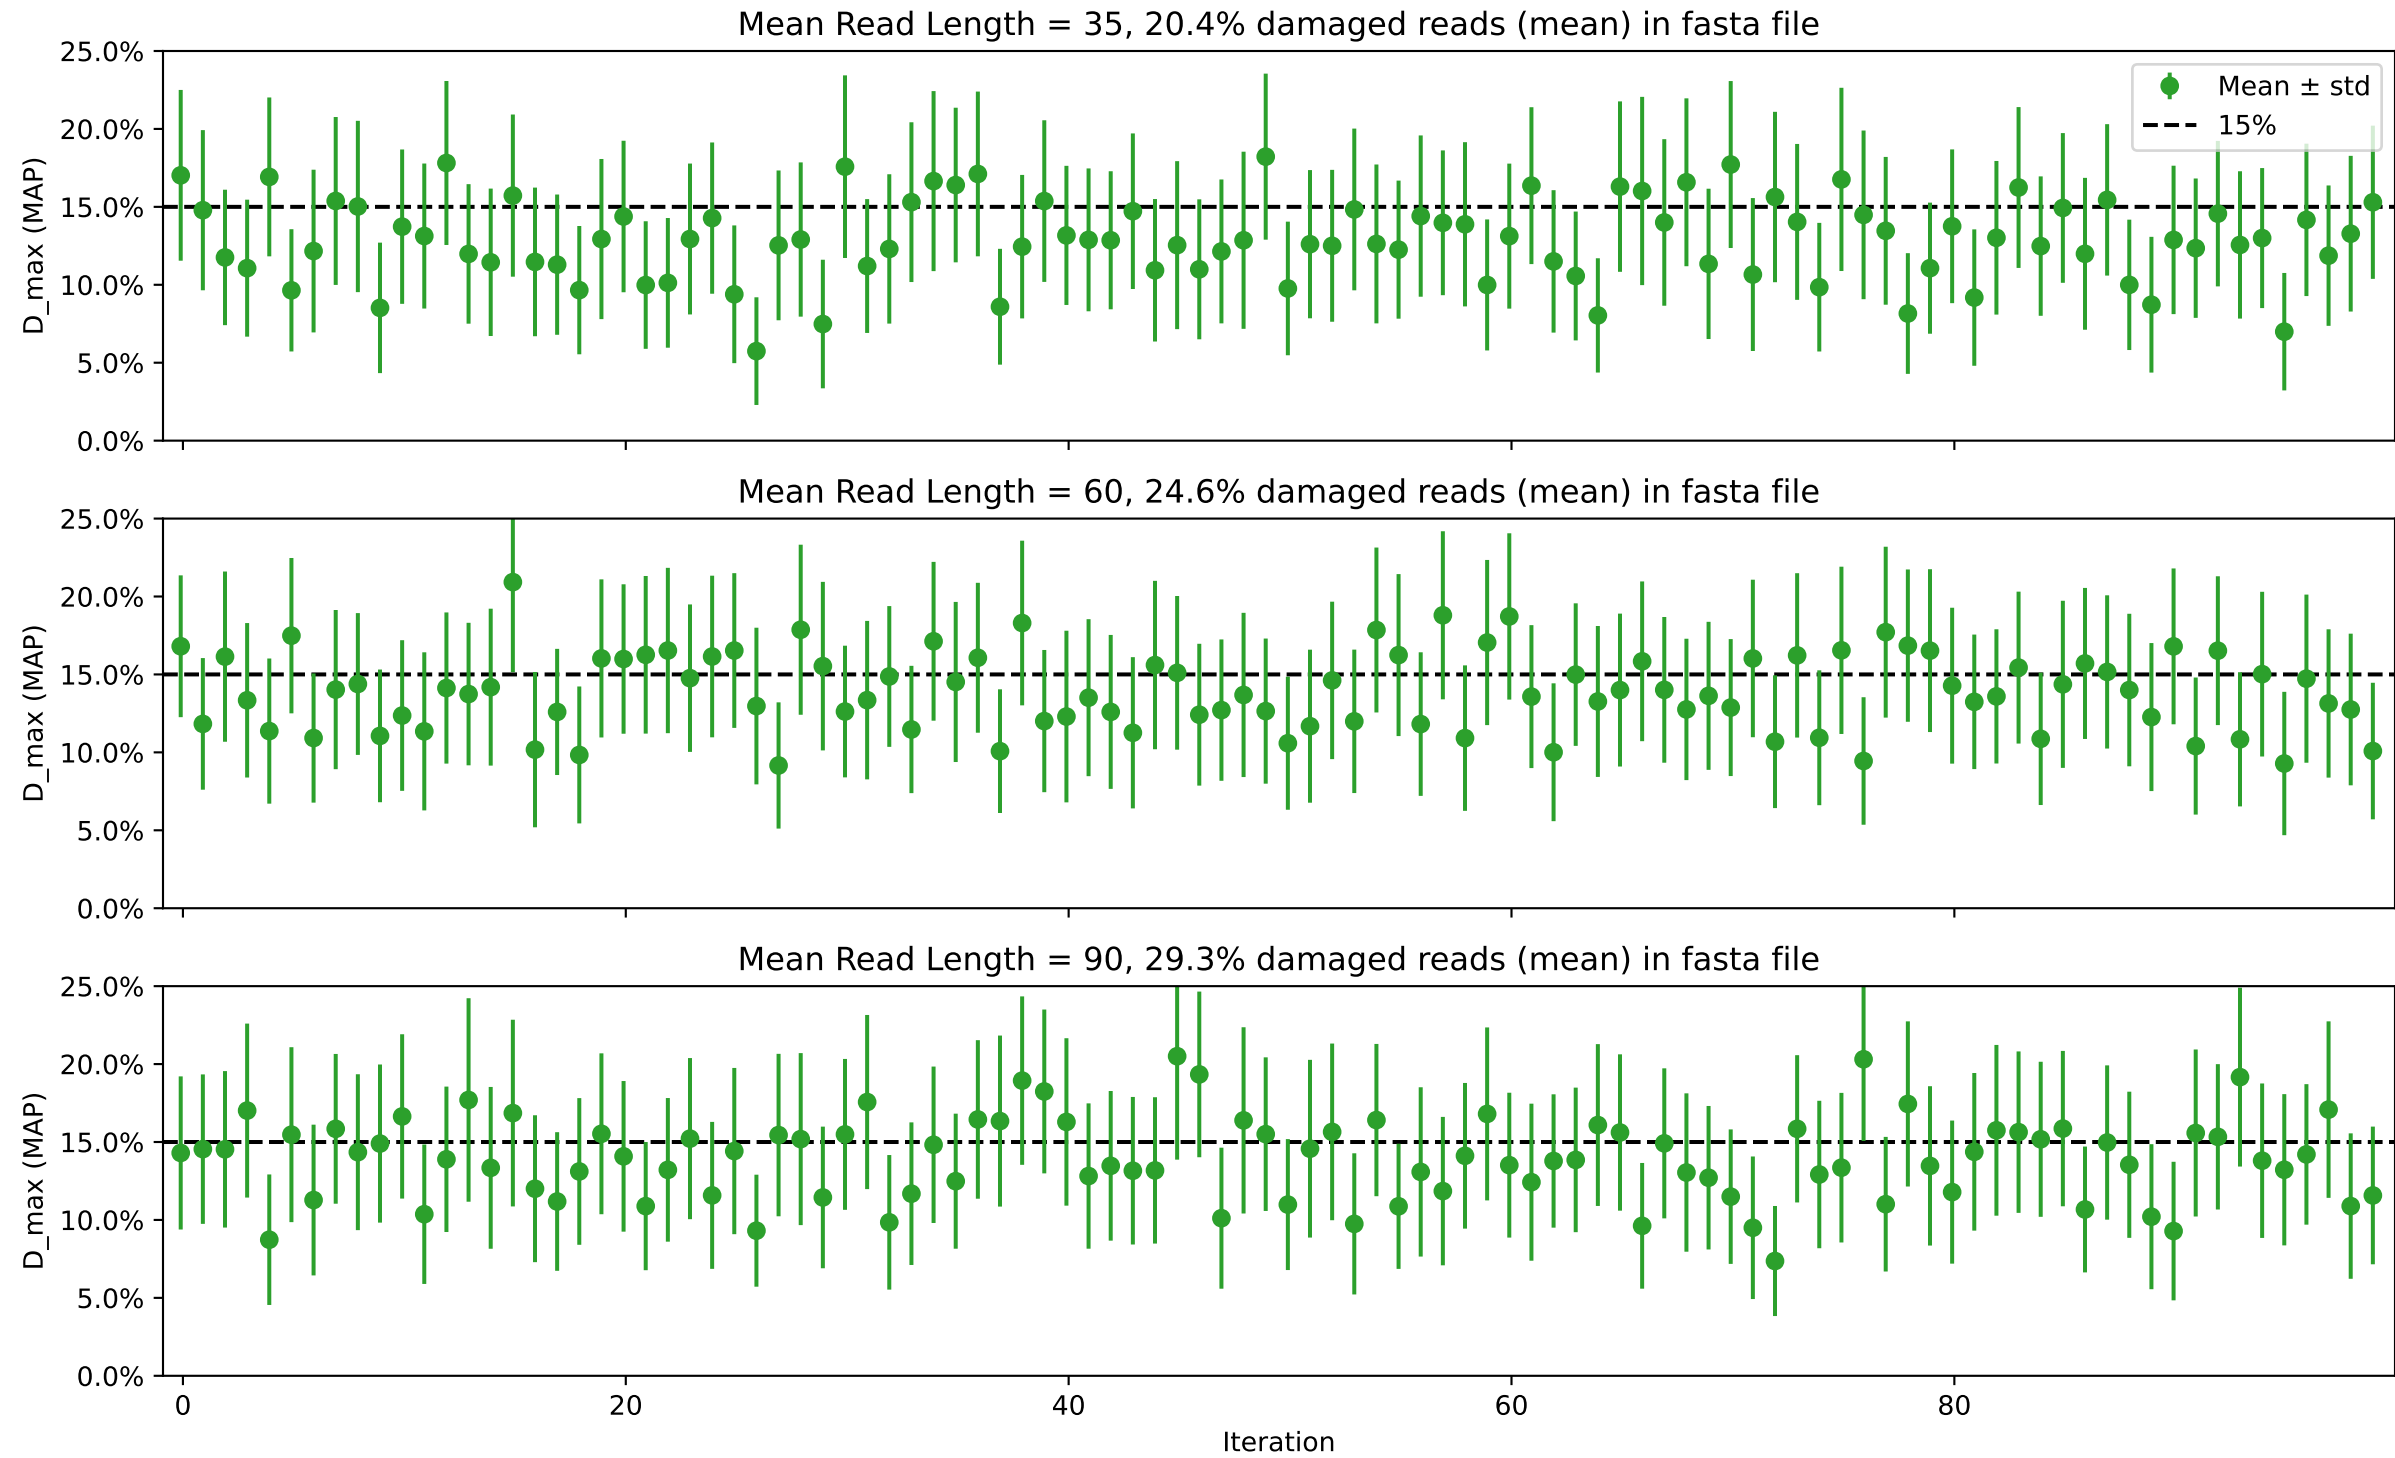 Mean Read Length = 35, 20.4% damaged reads (mean) in fasta file
25.0%
20.0%
15.0%
10.0%
5.0%
0.0%
D_max (MAP)
Mean ± std
15%
Mean Read Length = 60, 24.6% damaged reads (mean) in fasta file
25.0%
20.0%
15.0%
10.0%
5.0%
0.0%
D_max (MAP)
Mean Read Length = 90, 29.3% damaged reads (mean) in fasta file
25.0%
20.0%
15.0%
10.0%
5.0%
0.0%
D_max (MAP)
0 20 40 60 80
Iteration